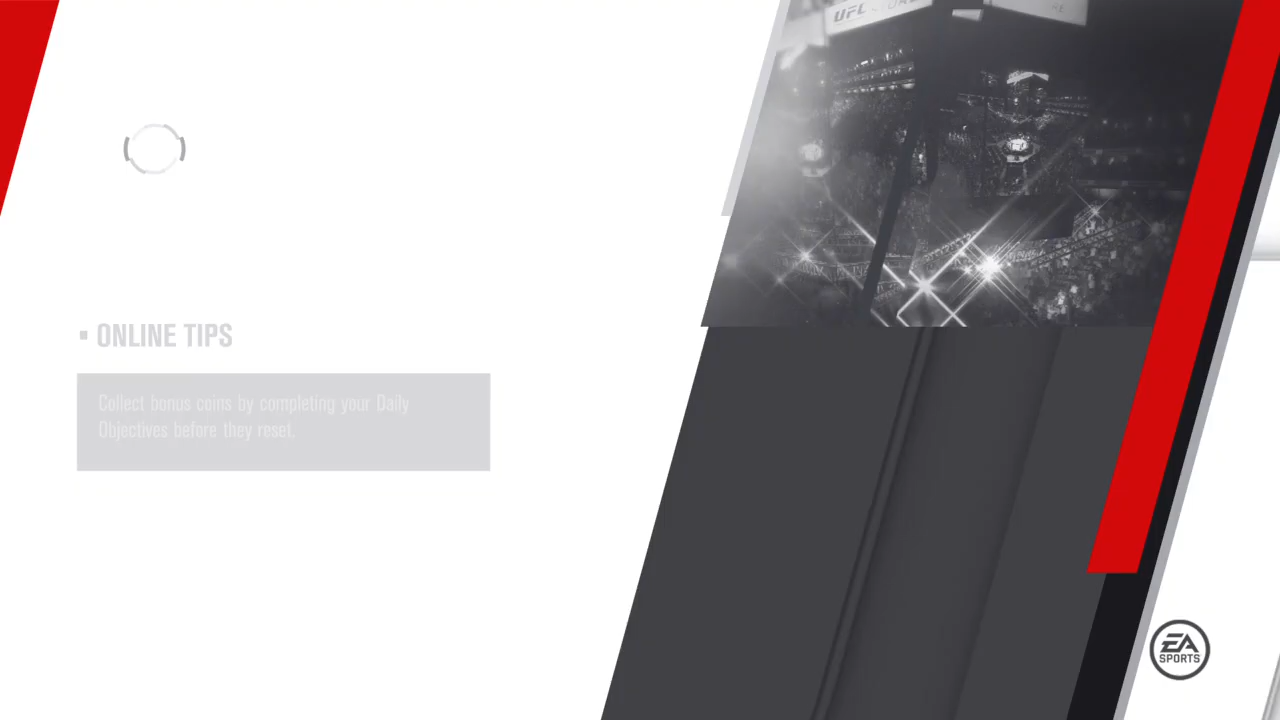 UFC
▪ ONLINE TIPS
Collect bonus coins by completing your Daily
Objectives before they reset.
EA
SPORTS